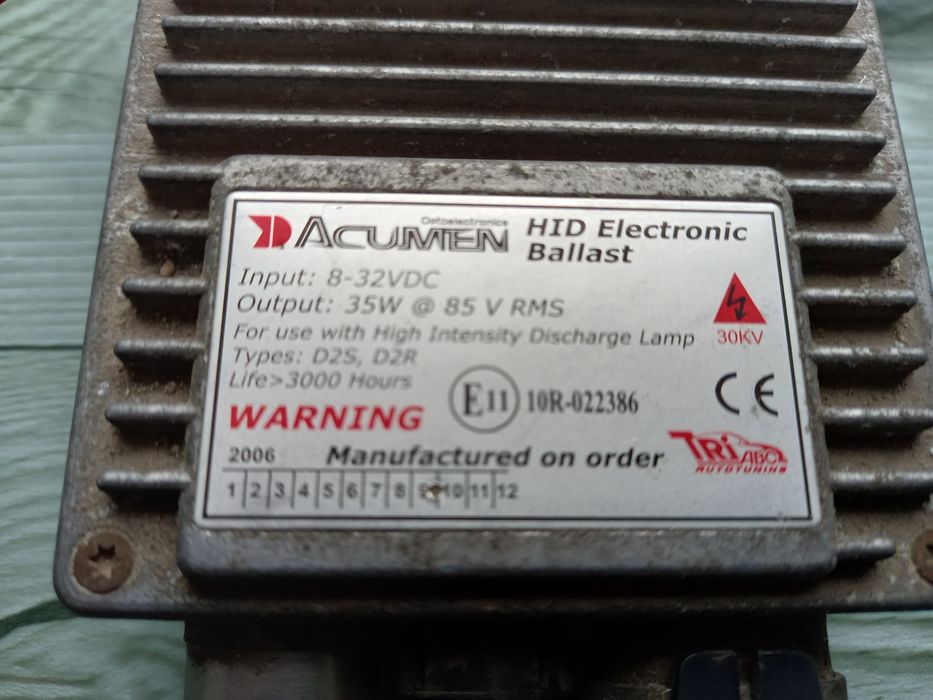 Optoelectronics
ACUMEN
HID Electronic
Ballast
Input: 8-32VDC
Output: 35W @ 85 V RMS
For use with High Intensity Discharge Lamp
Types: D2S, D2R
Life>3000 Hours
30KV
WARNING
E11 10R-022386
CE
2006
Manufactured on order
TRi ABC
AUTOTUNING
1 2 3 4 5 6 7 8 9 10 11 12